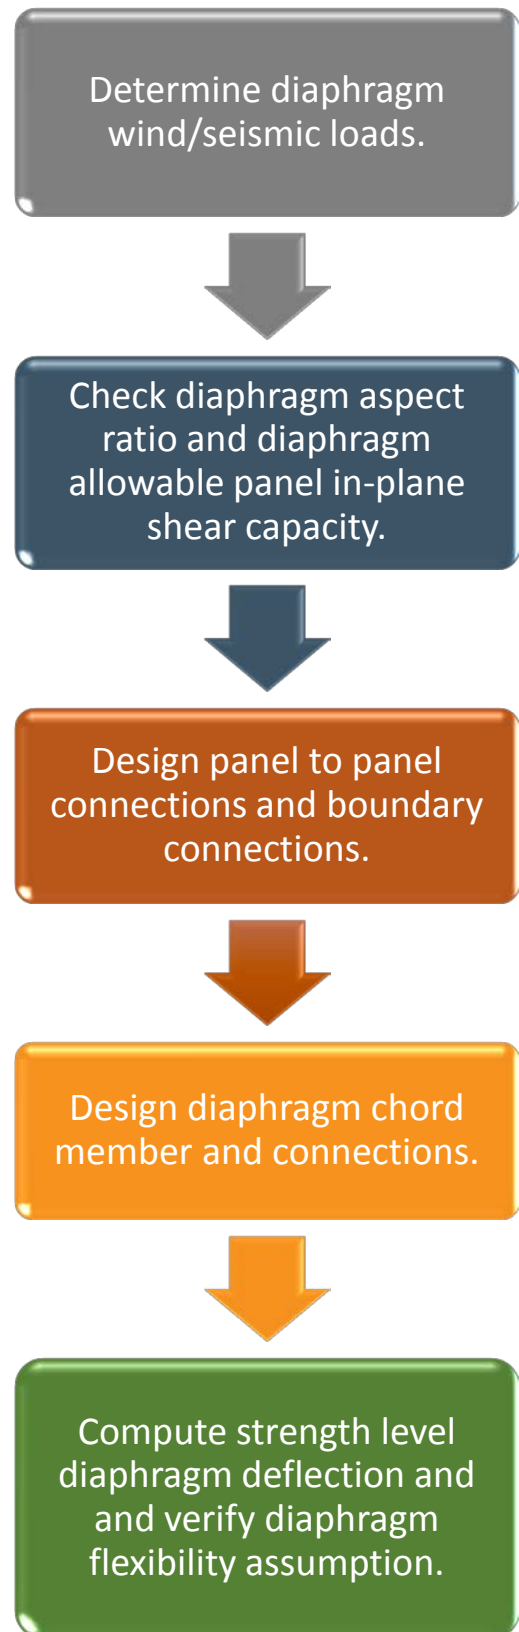 Determine diaphragm
wind/seismic loads.
Check diaphragm aspect
ratio and diaphragm
allowable panel in-plane
shear capacity.
Design panel to panel
connections and boundary
connections.
Design diaphragm chord
member and connections.
Compute strength level
diaphragm deflection and
and verify diaphragm
flexibility assumption.